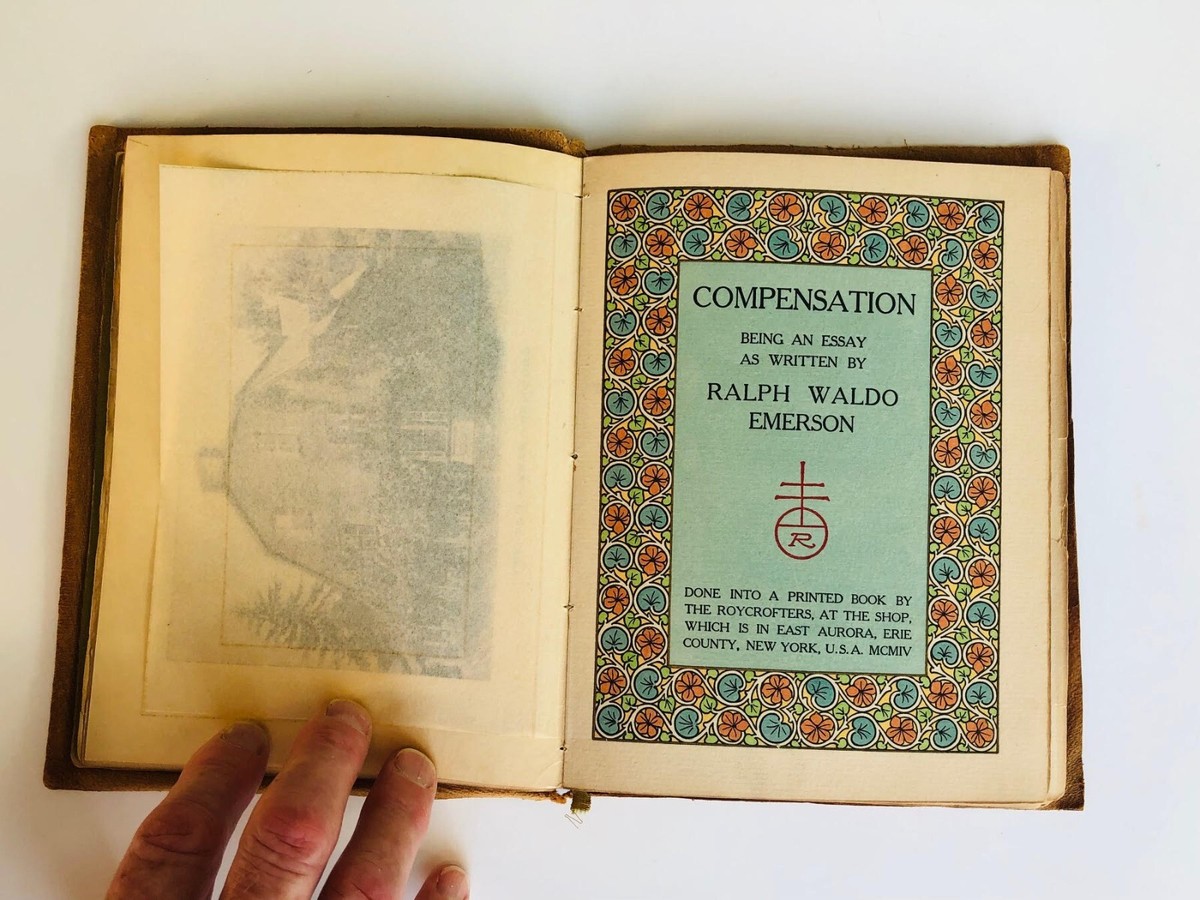 COMPENSATION
BEING AN ESSAY
AS WRITTEN BY
RALPH WALDO
EMERSON
R
DONE INTO A PRINTED BOOK BY
THE ROYCROFTERS, AT THE SHOP,
WHICH IS IN EAST AURORA, ERIE
COUNTY, NEW YORK, U.S.A. MCMIV